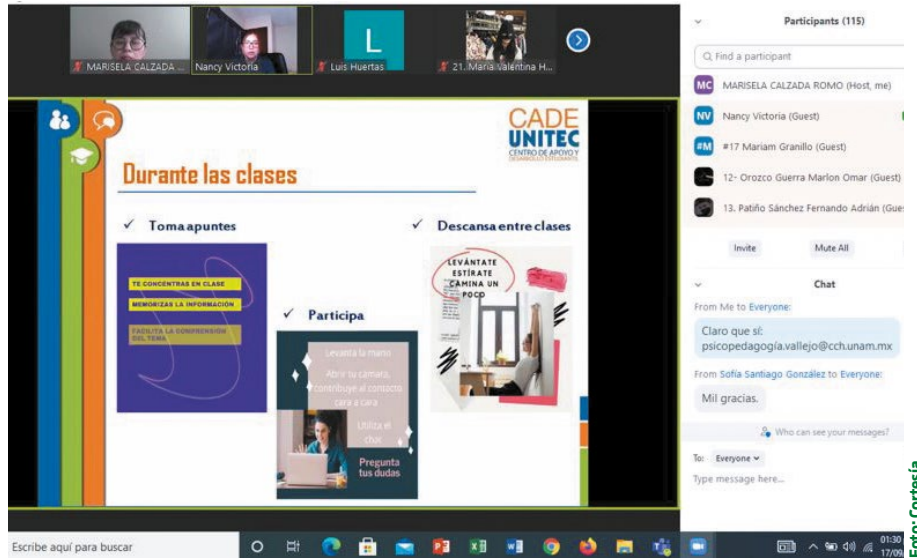 MARISELA CALZADA ...
Nancy Victoria
L
Luis Huertas
21. Maria Valentina H...
CADE
UNITEC
CENTRO DE APOYO Y
DESARROLLO ESTUDIANTIL
Durante las clases
✓ Toma apuntes
TE CONCENTRAS EN CLASE
MEMORIZAS LA INFORMACIÓN
FACILITA LA COMPRENSIÓN
DEL TEMA
✓ Participa
Levanta la mano
Abrir tu cámara,
contribuye al contacto
cara a cara
Utiliza el
chat
Pregunta
tus dudas
✓ Descansa entre clases
LEVÁNTATE
ESTÍRATE
CAMINA UN
POCO
Participants (115)
Find a participant
MC MARISELA CALZADA ROMO (Host, me)
NV Nancy Victoria (Guest)
#M #17 Mariam Granillo (Guest)
12- Orozco Guerra Marlon Omar (Guest)
13. Patiño Sánchez Fernando Adrián (Gues
Invite
Mute All
Chat
From Me to Everyone:
Claro que sí:
psicopedagogía.vallejo@cch.unam.mx
From Sofía Santiago González to Everyone:
Mil gracias.
Who can see your messages?
To: Everyone
Type message here...
Escribe aquí para buscar
01:30
17/09
Foto: Cortesía